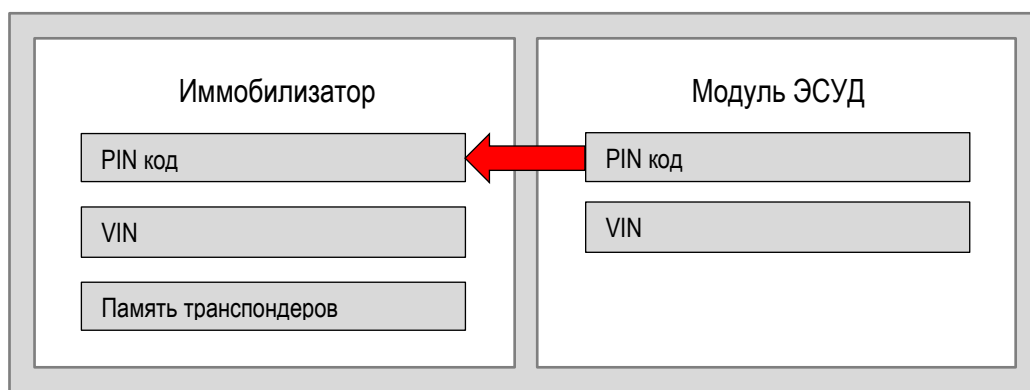 Иммобилизатор
PIN код
VIN
Память транспондеров
Модуль ЭСУД
PIN код
VIN